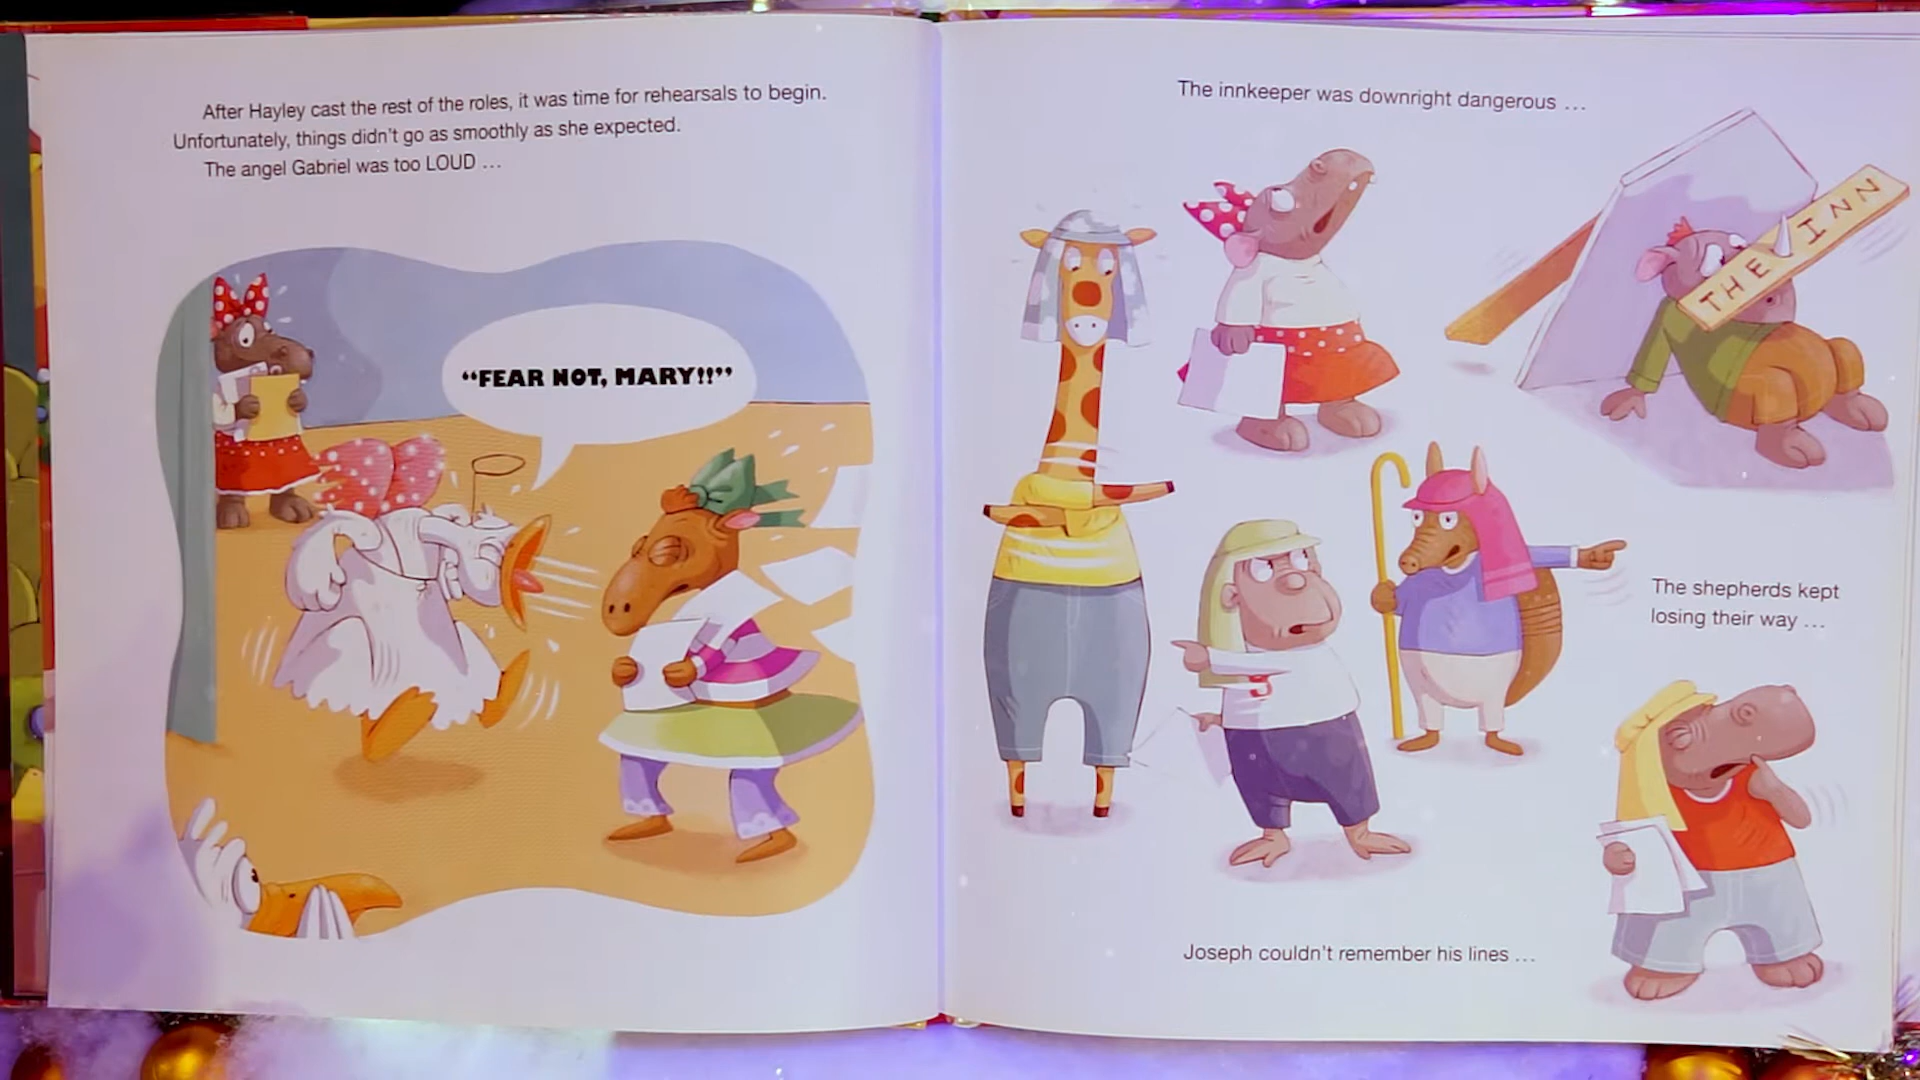 After Hayley cast the rest of the roles, it was time for rehearsals to begin.
Unfortunately, things didn't go as smoothly as she expected.
The angel Gabriel was too LOUD ...
“FEAR NOT, MARY!!”
The innkeeper was downright dangerous ...
THE INN
The shepherds kept
losing their way ...
Joseph couldn't remember his lines ...